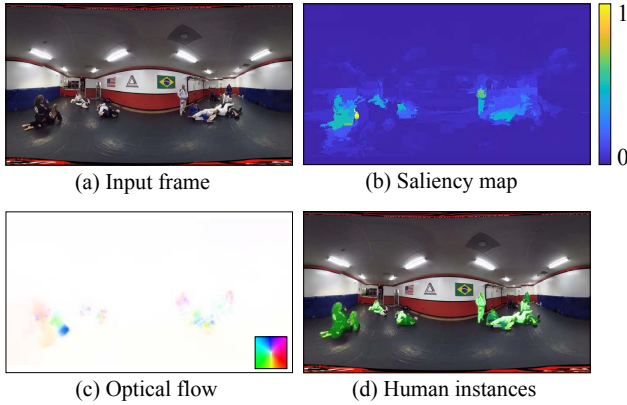 1
0
(a) Input frame
(b) Saliency map
(c) Optical flow
(d) Human instances